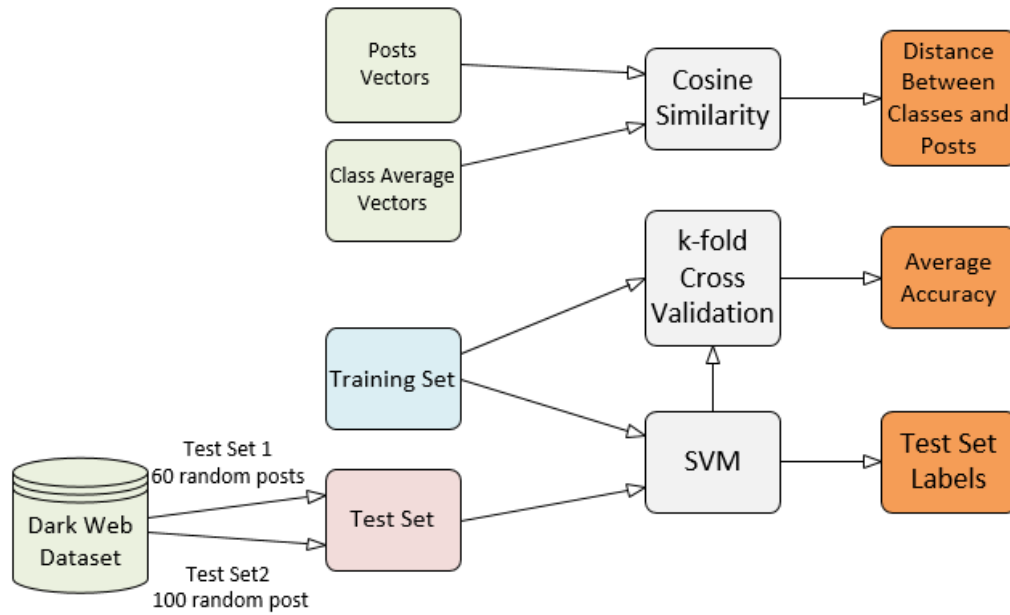 Posts
Vectors
Cosine
Similarity
Distance
Between
Classes and
Posts
Class Average
Vectors
k-fold
Cross
Validation
Average
Accuracy
Training Set
SVM
Test Set
Labels
Test Set 1
60 random posts
Test Set
Dark Web
Dataset
Test Set2
100 random post